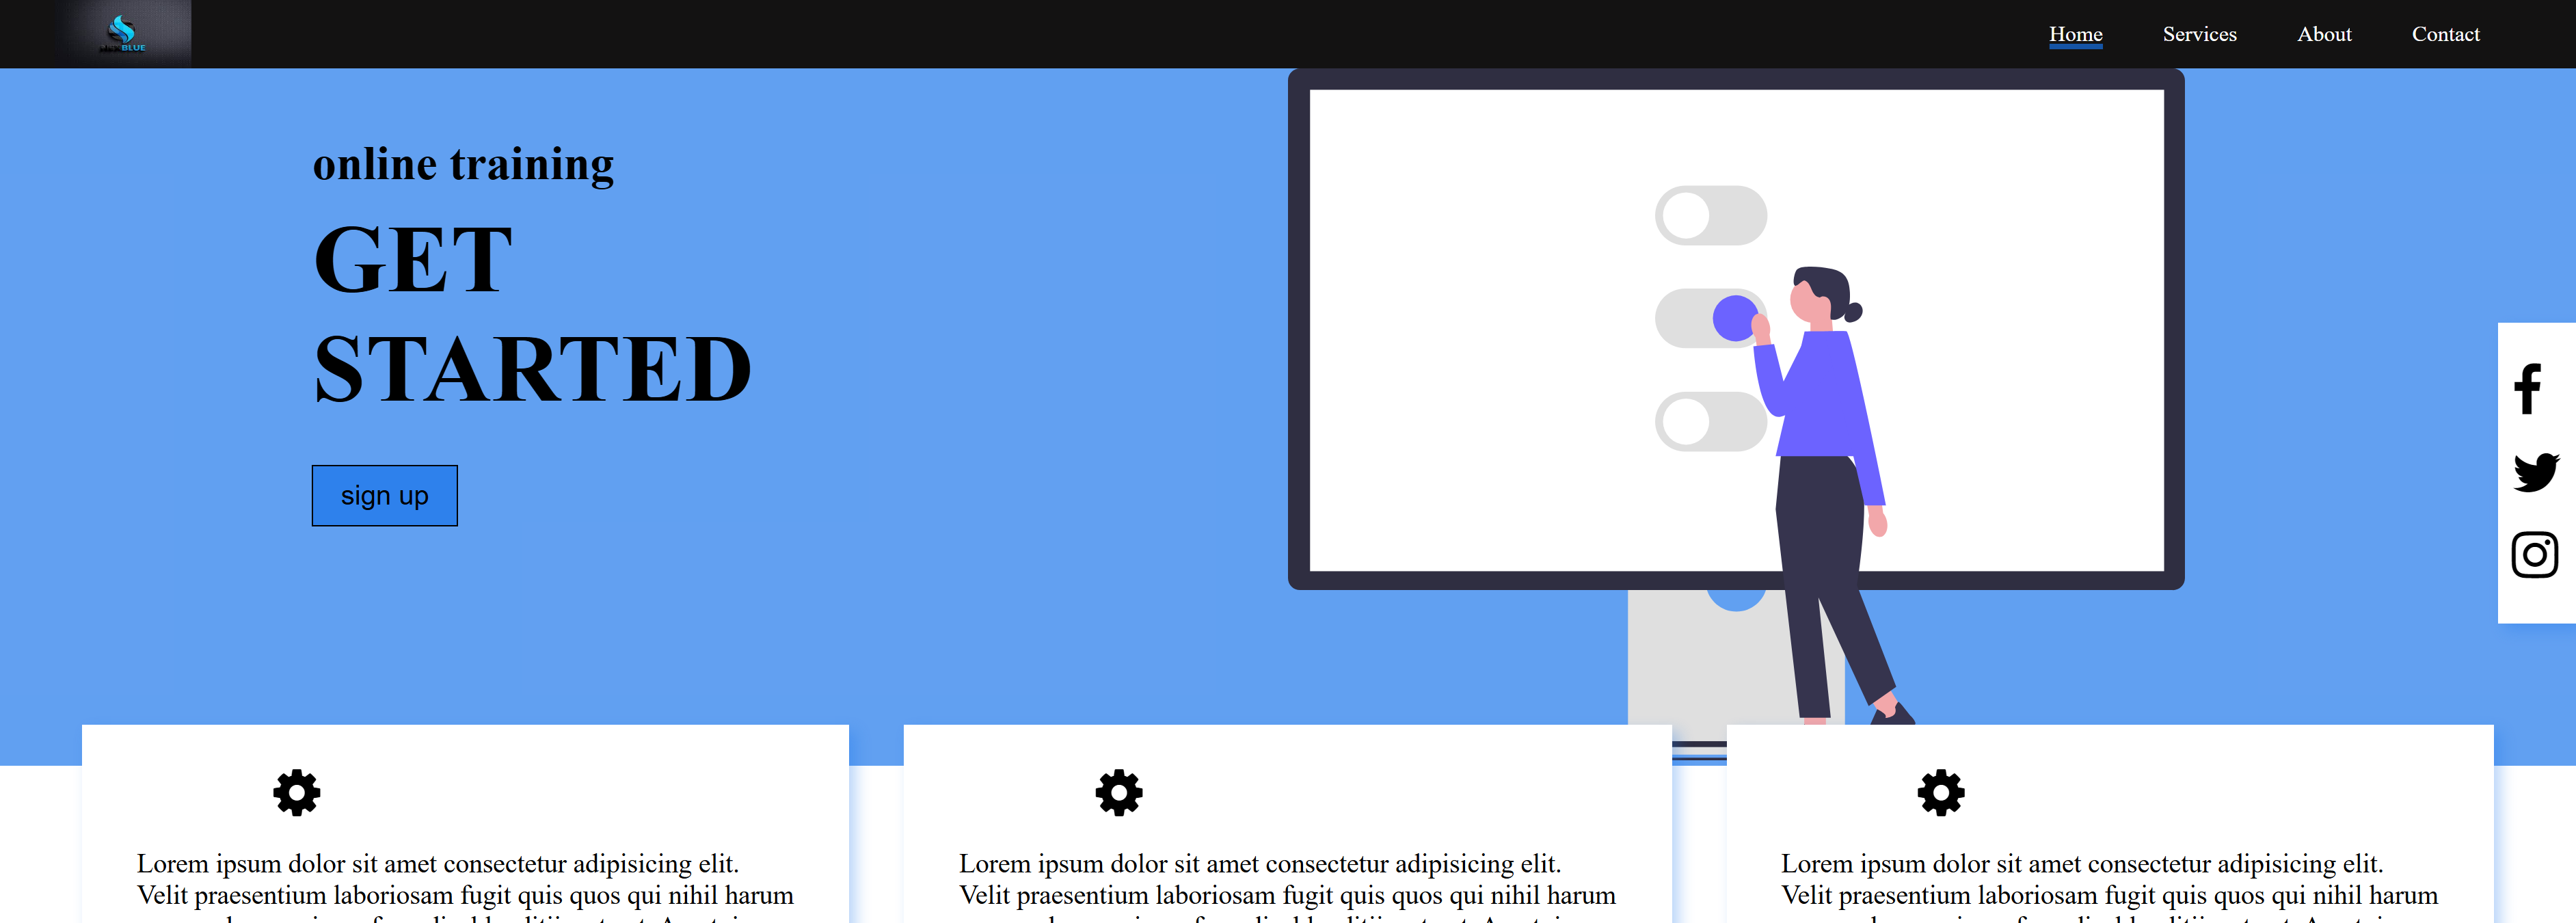 BLUE
Home
Services
About
Contact
online training
GET
STARTED
sign up
Lorem ipsum dolor sit amet consectetur adipisicing elit.
Velit praesentium laboriosam fugit quis quos qui nihil harum
Lorem ipsum dolor sit amet consectetur adipisicing elit.
Velit praesentium laboriosam fugit quis quos qui nihil harum
Lorem ipsum dolor sit amet consectetur adipisicing elit.
Velit praesentium laboriosam fugit quis quos qui nihil harum